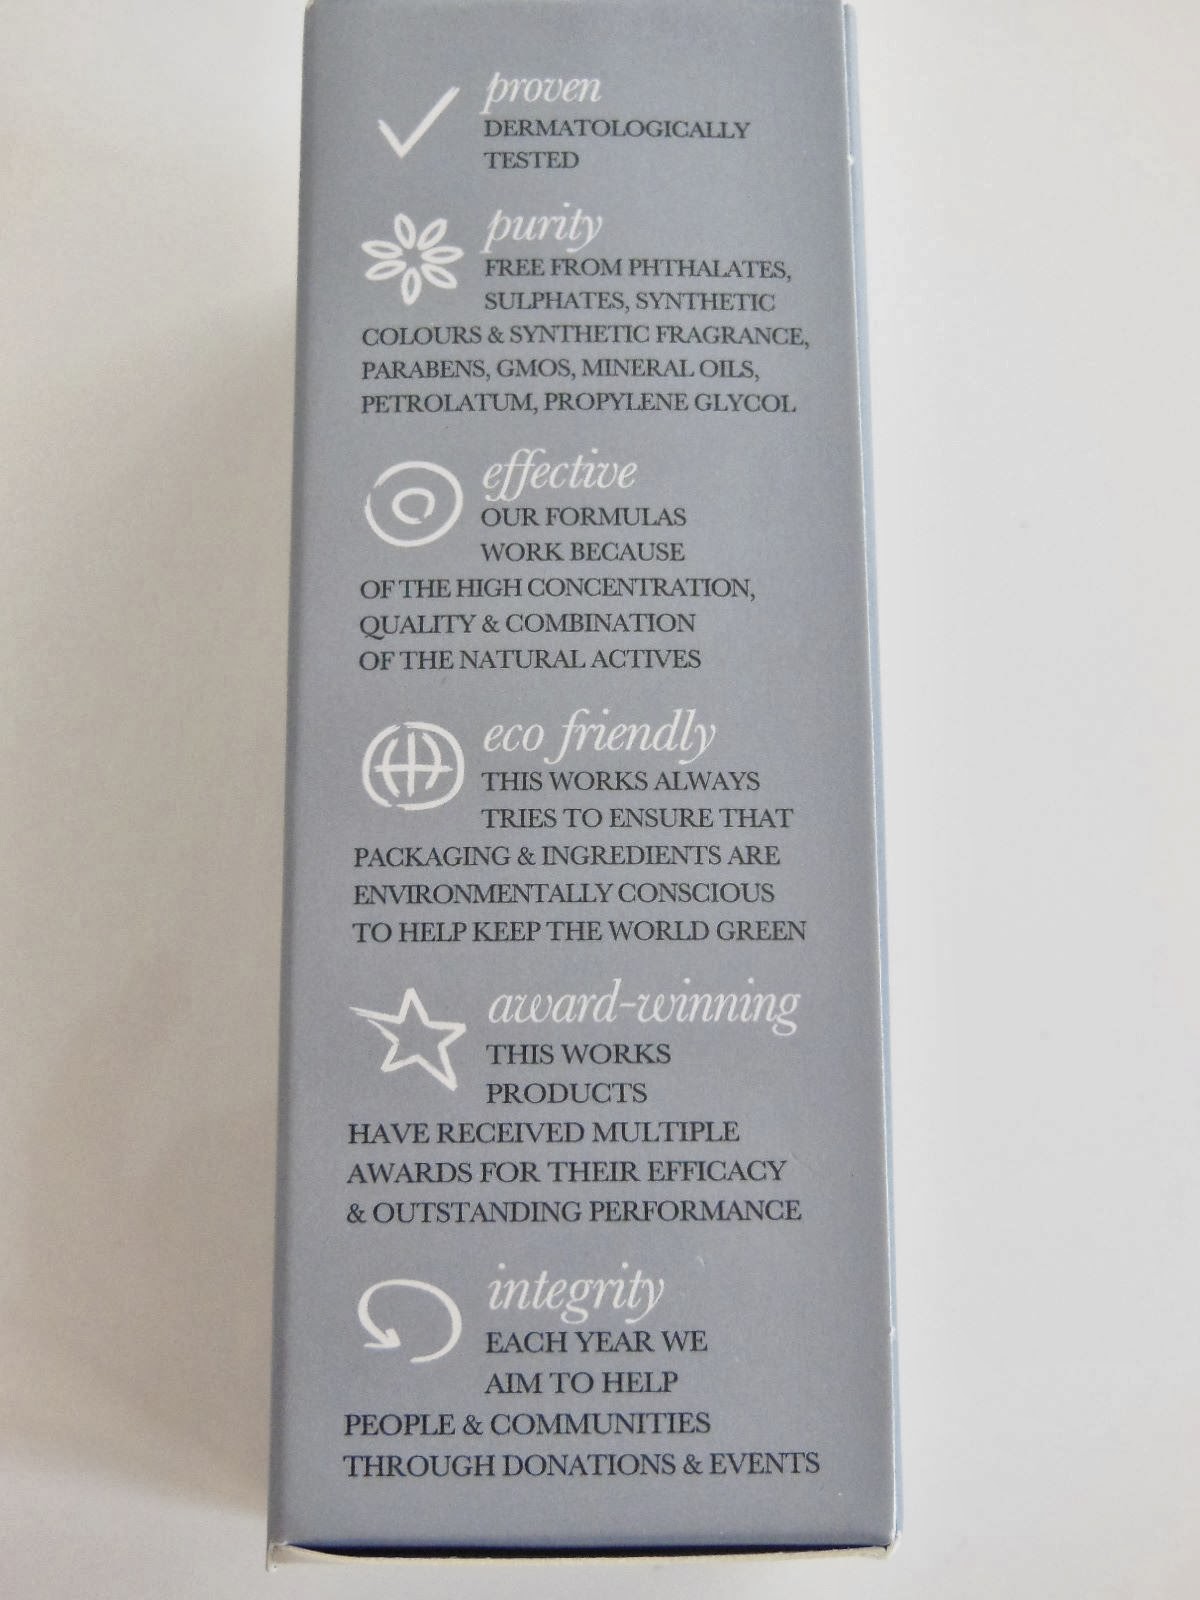 proven
DERMATOLOGICALLY
TESTED
purity
FREE FROM PHTHALATES,
SULPHATES, SYNTHETIC
COLOURS & SYNTHETIC FRAGRANCE,
PARABENS, GMOS, MINERAL OILS,
PETROLATUM, PROPYLENE GLYCOL
effective
OUR FORMULAS
WORK BECAUSE
OF THE HIGH CONCENTRATION,
QUALITY & COMBINATION
OF THE NATURAL ACTIVES
eco friendly
THIS WORKS ALWAYS
TRIES TO ENSURE THAT
PACKAGING & INGREDIENTS ARE
ENVIRONMENTALLY CONSCIOUS
TO HELP KEEP THE WORLD GREEN
award-winning
THIS WORKS
PRODUCTS
HAVE RECEIVED MULTIPLE
AWARDS FOR THEIR EFFICACY
& OUTSTANDING PERFORMANCE
integrity
EACH YEAR WE
AIM TO HELP
PEOPLE & COMMUNITIES
THROUGH DONATIONS & EVENTS